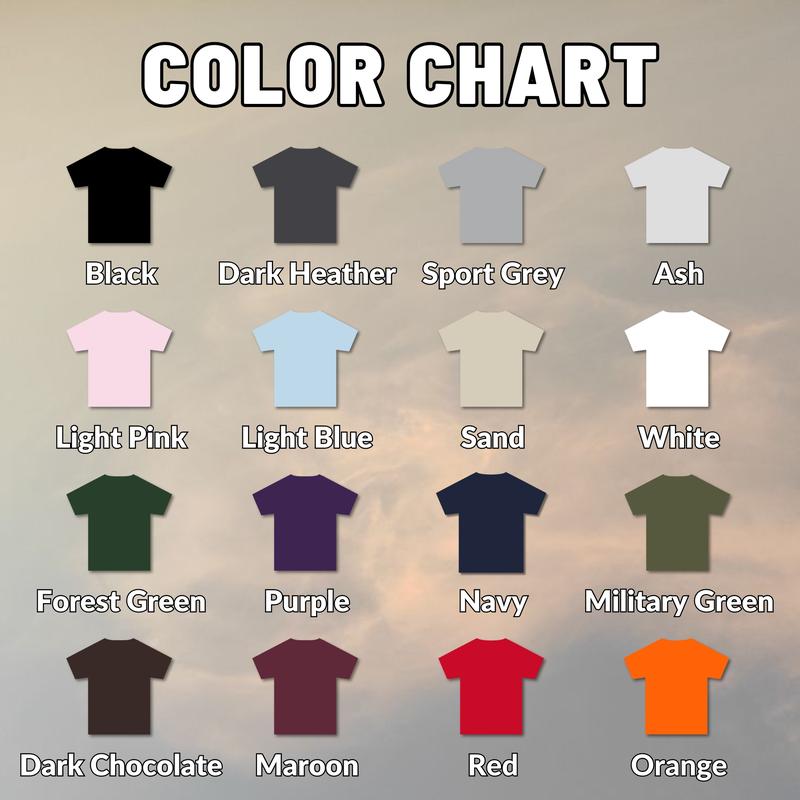 COLOR CHART
Black Dark Heather Sport Grey Ash
Light Pink Light Blue Sand White
Forest Green Purple Navy Military Green
Dark Chocolate Maroon Red Orange